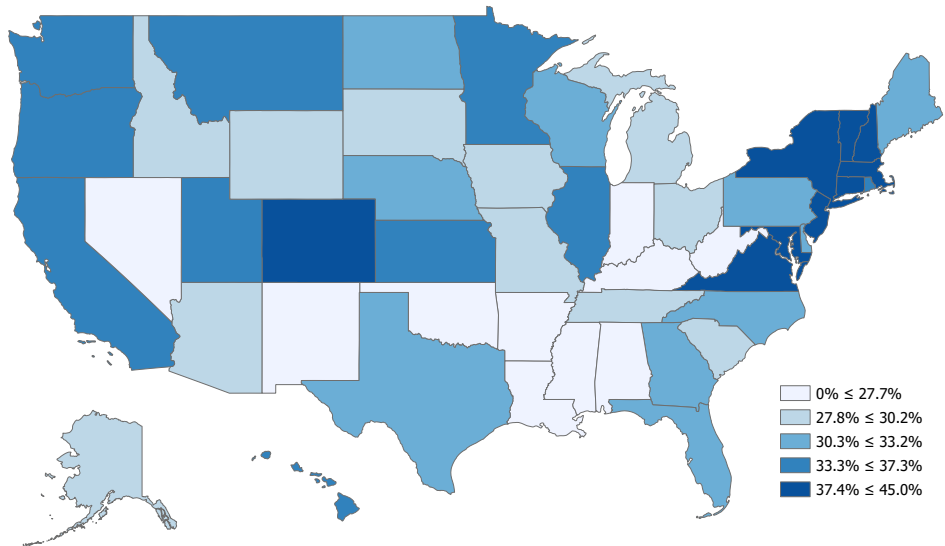 0% ≤ 27.7%
27.8% ≤ 30.2%
30.3% ≤ 33.2%
33.3% ≤ 37.3%
37.4% ≤ 45.0%